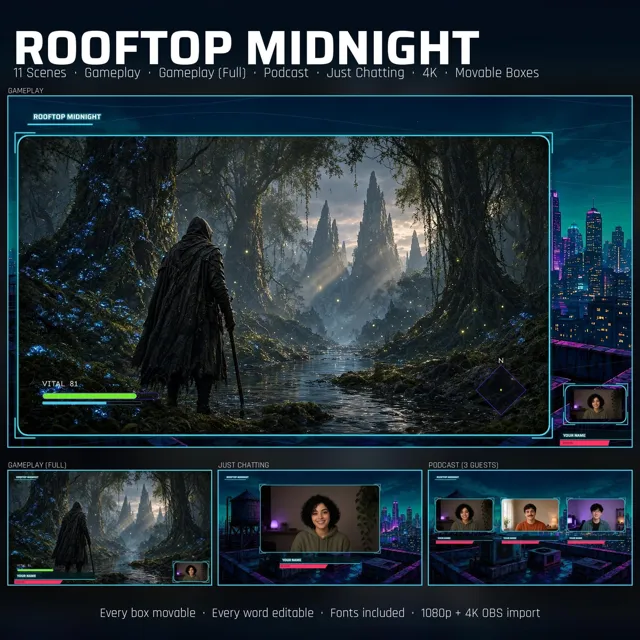 ROOFTOP MIDNIGHT
11 Scenes · Gameplay · Gameplay (Full) · Podcast · Just Chatting · 4K · Movable Boxes
GAMEPLAY
ROOFTOP MIDNIGHT
VITAL 81
N
YOUR NAME
GAMEPLAY (FULL)
JUST CHATTING
PODCAST (3 GUESTS)
YOUR NAME
YOUR NAME
Every box movable · Every word editable · Fonts included · 1080p + 4K OBS import